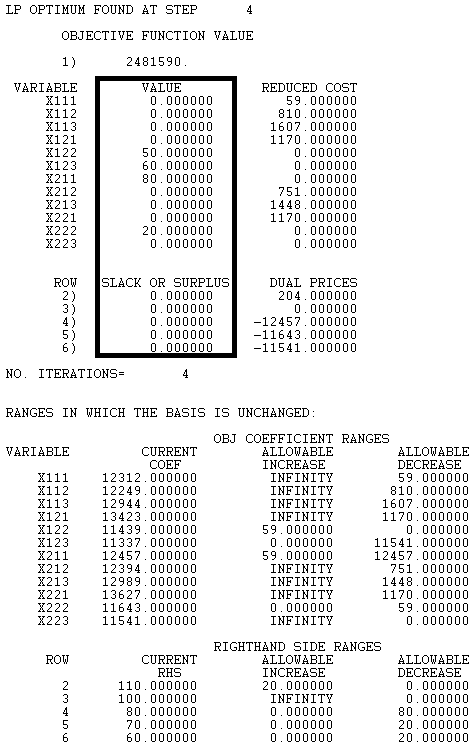 LP OPTIMUM FOUND AT STEP 4
OBJECTIVE FUNCTION VALUE
1) 2481590.
VARIABLE VALUE REDUCED COST
X111 0.000000 59.000000
X112 0.000000 810.000000
X113 0.000000 1607.000000
X121 0.000000 1170.000000
X122 50.000000 0.000000
X123 60.000000 0.000000
X211 80.000000 0.000000
X212 0.000000 751.000000
X213 0.000000 1448.000000
X221 0.000000 1170.000000
X222 20.000000 0.000000
X223 0.000000 0.000000
ROW SLACK OR SURPLUS DUAL PRICES
2) 0.000000 204.000000
3) 0.000000 0.000000
4) 0.000000 -12457.000000
5) 0.000000 -11643.000000
6) 0.000000 -11541.000000
NO. ITERATIONS= 4
RANGES IN WHICH THE BASIS IS UNCHANGED:
OBJ COEFFICIENT RANGES
VARIABLE CURRENT ALLOWABLE ALLOWABLE
COEF INCREASE DECREASE
X111 12312.000000 INFINITY 59.000000
X112 12249.000000 INFINITY 810.000000
X113 12944.000000 INFINITY 1607.000000
X121 13423.000000 INFINITY 1170.000000
X122 11439.000000 59.000000 0.000000
X123 11337.000000 0.000000 11541.000000
X211 12457.000000 59.000000 12457.000000
X212 12394.000000 INFINITY 751.000000
X213 12989.000000 INFINITY 1448.000000
X221 13627.000000 INFINITY 1170.000000
X222 11643.000000 0.000000 59.000000
X223 11541.000000 INFINITY 0.000000
RIGHTHAND SIDE RANGES
ROW CURRENT ALLOWABLE ALLOWABLE
RHS INCREASE DECREASE
2 110.000000 20.000000 0.000000
3 100.000000 INFINITY 0.000000
4 80.000000 0.000000 80.000000
5 70.000000 0.000000 20.000000
6 60.000000 0.000000 20.000000